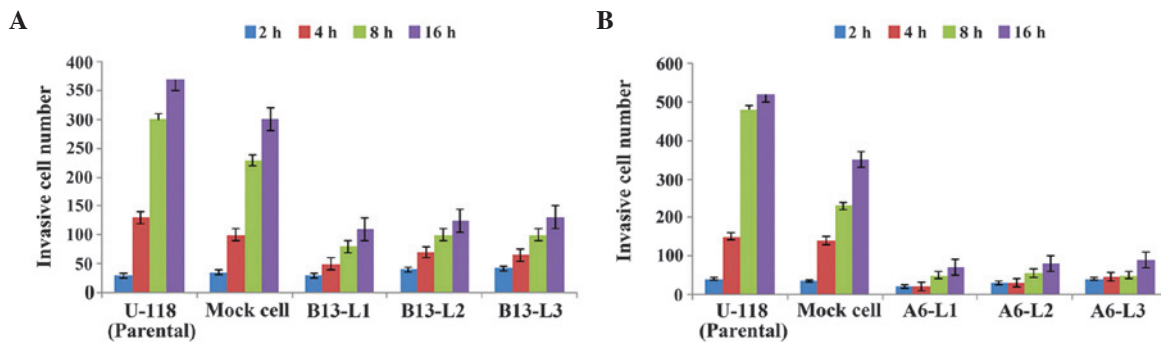 A
2 h 4 h 8 h 16 h
Invasive cell number
400
350
300
250
200
150
100
50
0
U-118 (Parental)
Mock cell
B13-L1
B13-L2
B13-L3
B
2 h 4 h 8 h 16 h
Invasive cell number
600
500
400
300
200
100
0
U-118 (Parental)
Mock cell
A6-L1
A6-L2
A6-L3